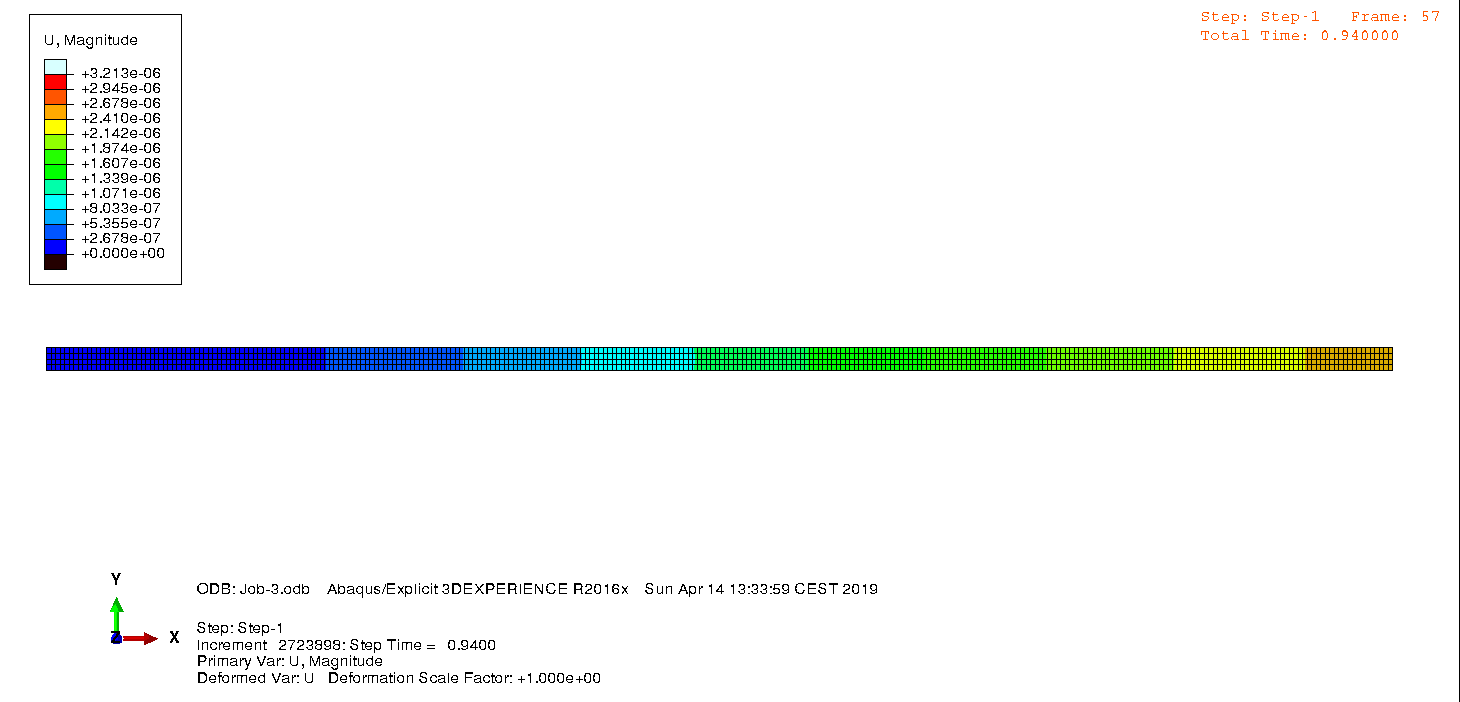 U, Magnitude
+3.213e-06
+2.945e-06
+2.678e-06
+2.410e-06
+2.142e-06
+1.874e-06
+1.607e-06
+1.339e-06
+1.071e-06
+8.033e-07
+5.355e-07
+2.678e-07
+0.000e+00
Step: Step-1 Frame: 57
Total Time: 0.940000
Y
X
ODB: Job-3.odb Abaqus/Explicit 3DEXPERIENCE R2016x Sun Apr 14 13:33:59 CEST 2019
Step: Step-1
Increment 2723898: Step Time = 0.9400
Primary Var: U, Magnitude
Deformed Var: U Deformation Scale Factor: +1.000e+00